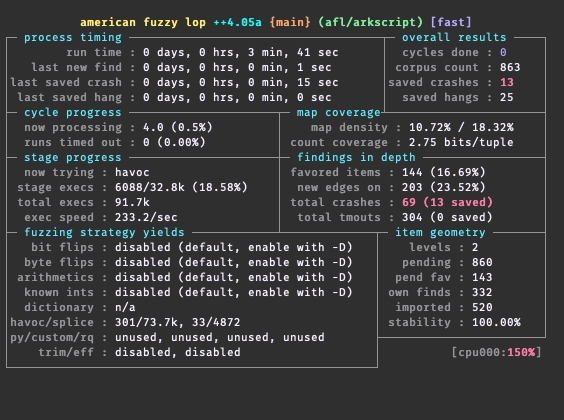 american fuzzy lop ++4.05a {main} (afl/arkscript) [fast]
process timing overall results
run time : 0 days, 0 hrs, 3 min, 41 sec cycles done : 0
last new find : 0 days, 0 hrs, 0 min, 1 sec corpus count : 863
last saved crash : 0 days, 0 hrs, 0 min, 15 sec saved crashes : 13
last saved hang : 0 days, 0 hrs, 0 min, 0 sec saved hangs : 25
cycle progress map coverage
now processing : 4.0 (0.5%) map density : 10.72% / 18.32%
runs timed out : 0 (0.00%) count coverage : 2.75 bits/tuple
stage progress findings in depth
now trying : havoc favored items : 144 (16.69%)
stage execs : 6088/32.8k (18.58%) new edges on : 203 (23.52%)
total execs : 91.7k total crashes : 69 (13 saved)
exec speed : 233.2/sec total tmouts : 304 (0 saved)
fuzzing strategy yields item geometry
bit flips : disabled (default, enable with -D) levels : 2
byte flips : disabled (default, enable with -D) pending : 860
arithmetics : disabled (default, enable with -D) pend fav : 143
known ints : disabled (default, enable with -D) own finds : 332
dictionary : n/a imported : 520
havoc/splice : 301/73.7k, 33/4872 stability : 100.00%
py/custom/rq : unused, unused, unused, unused
trim/eff : disabled, disabled [cpu000:150%]